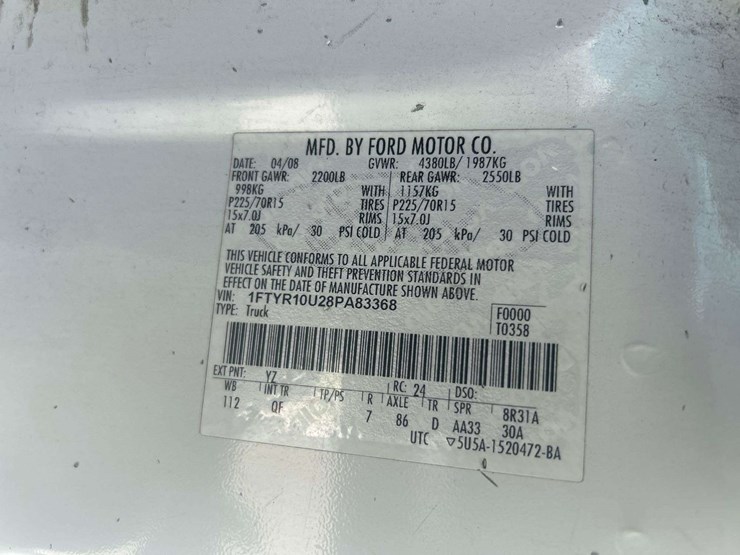 MFD. BY FORD MOTOR CO.
DATE: 04/08 GVWR: 4380LB/ 1987KG
FRONT GAWR: 2200LB REAR GAWR: 2550LB
998KG WITH 1157KG WITH
P225/70R15 TIRES P225/70R15 TIRES
15x7.0J RIMS 15x7.0J RIMS
AT 205 kPa/ 30 PSI COLD AT 205 kPa/ 30 PSI COLD
THIS VEHICLE CONFORMS TO ALL APPLICABLE FEDERAL MOTOR
VEHICLE SAFETY AND THEFT PREVENTION STANDARDS IN
EFFECT ON THE DATE OF MANUFACTURE SHOWN ABOVE.
VIN: 1FTYR10U28PA83368 F0000
TYPE: Truck T0358
EXT PNT: YZ RC: 24 DSO:
WB INT TR TP/PS R AXLE TR SPR 8R31A
112 QF 7 86 D AA33 30A
UTC ▽5U5A-1520472-BA